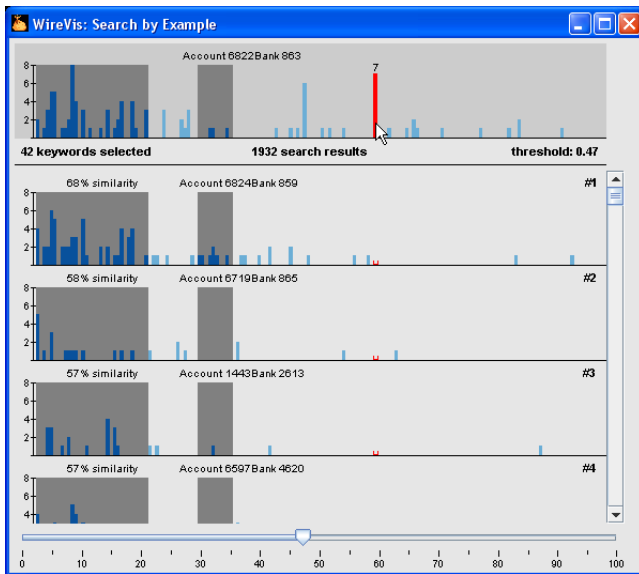 WireVis: Search by Example
Account 6822Bank 863
8
6
4
2
7
42 keywords selected 1932 search results threshold: 0.47
68% similarity Account 6824Bank 859 #1
8
6
4
2
58% similarity Account 6719Bank 865 #2
8
6
4
2
57% similarity Account 1443Bank 2613 #3
8
6
4
2
57% similarity Account 6597Bank 4620 #4
8
6
4
0 10 20 30 40 50 60 70 80 90 100